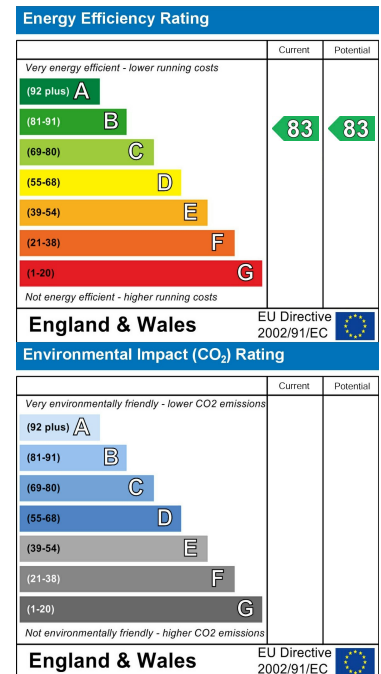 Energy Efficiency Rating
Current Potential
Very energy efficient - lower running costs
(92 plus) A
(81-91) B
83 83
(69-80) C
(55-68) D
(39-54) E
(21-38) F
(1-20) G
Not energy efficient - higher running costs
England & Wales
EU Directive
2002/91/EC
Environmental Impact (CO₂) Rating
Current Potential
Very environmentally friendly - lower CO2 emissions
(92 plus) A
(81-91) B
(69-80) C
(55-68) D
(39-54) E
(21-38) F
(1-20) G
Not environmentally friendly - higher CO2 emissions
England & Wales
EU Directive
2002/91/EC